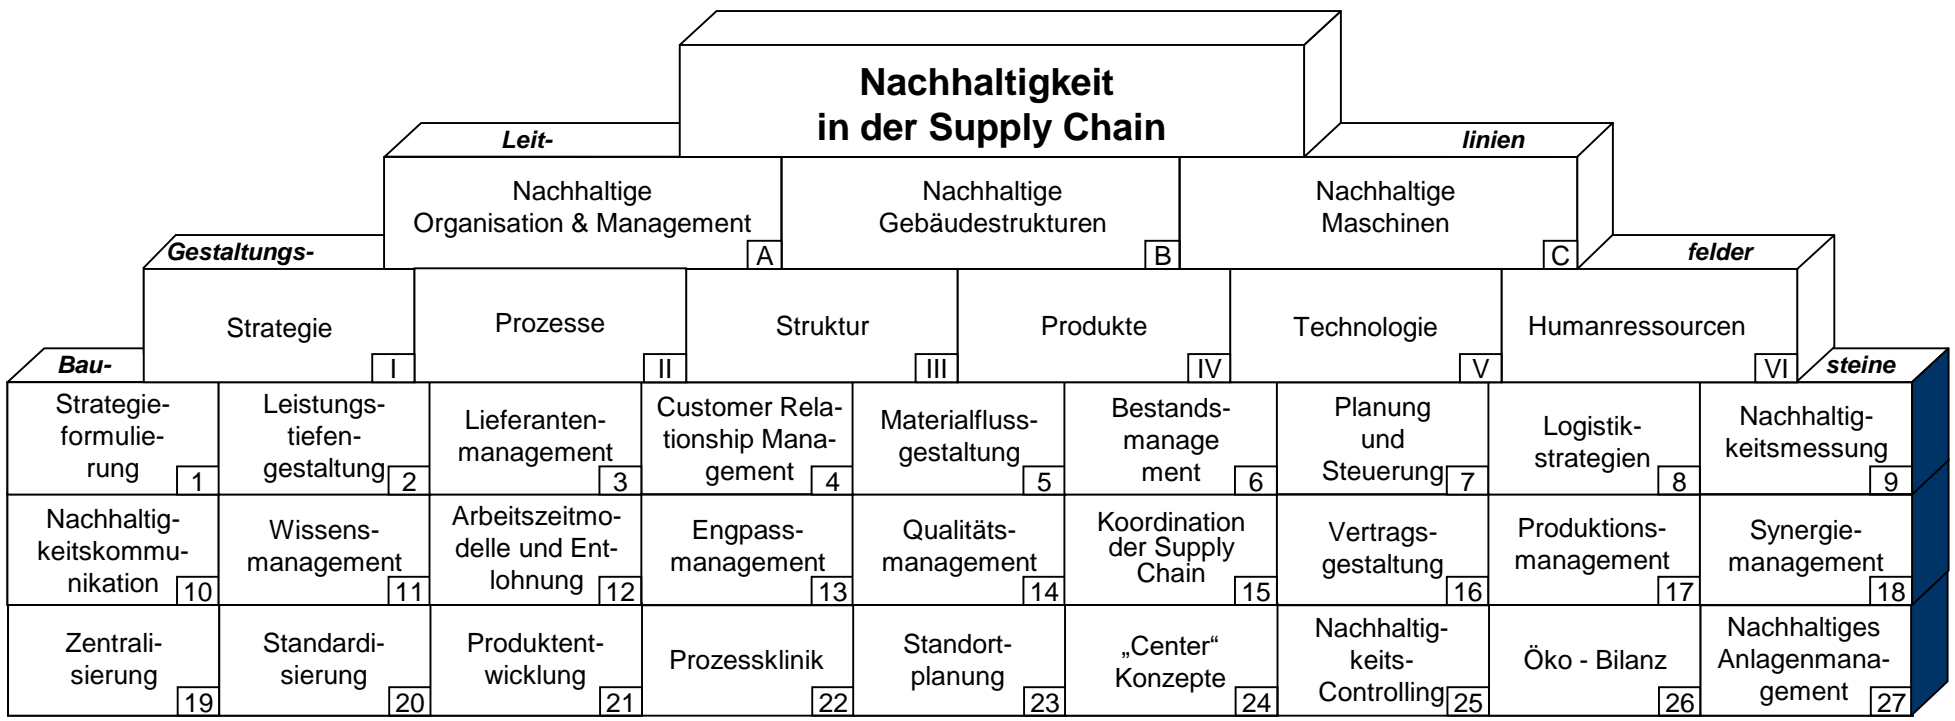 Nachhaltigkeit
in der Supply Chain
Leit-
linien
Nachhaltige
Organisation & Management
A
Nachhaltige
Gebäudestrukturen
B
Nachhaltige
Maschinen
C
Gestaltungs-
felder
Strategie
I
Prozesse
II
Struktur
III
Produkte
IV
Technologie
V
Humanressourcen
VI
Bau-
steine
Strategie-
formulie-
rung
1
Leistungs-
tiefen-
gestaltung
2
Lieferanten-
management
3
Customer Rela-
tionship Mana-
gement
4
Materialfluss-
gestaltung
5
Bestands-
manage
ment
6
Planung
und
Steuerung
7
Logistik-
strategien
8
Nachhaltig-
keitsmessung
9
Nachhaltig-
keitskommu-
nikation
10
Wissens-
management
11
Arbeitszeitmo-
delle und Ent-
lohnung
12
Engpass-
management
13
Qualitäts-
management
14
Koordination
der Supply
Chain
15
Vertrags-
gestaltung
16
Produktions-
management
17
Synergie-
management
18
Zentrali-
sierung
19
Standardi-
sierung
20
Produktent-
wicklung
21
Prozessklinik
22
Standort-
planung
23
„Center“
Konzepte
24
Nachhaltig-
keits-
Controlling
25
Öko - Bilanz
26
Nachhaltiges
Anlagenmana-
gement
27